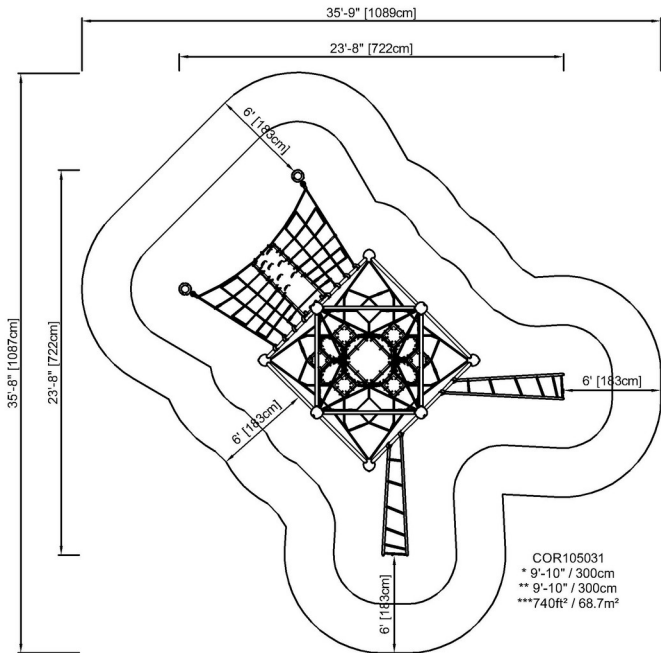 35'-9" [1089cm]
23'-8" [722cm]
6' [183cm]
35'-8" [1087cm]
23'-8" [722cm]
6' [183cm]
6' [183cm]
6' [183cm]
COR105031
* 9'-10" / 300cm
** 9'-10" / 300cm
***740ft² / 68.7m²